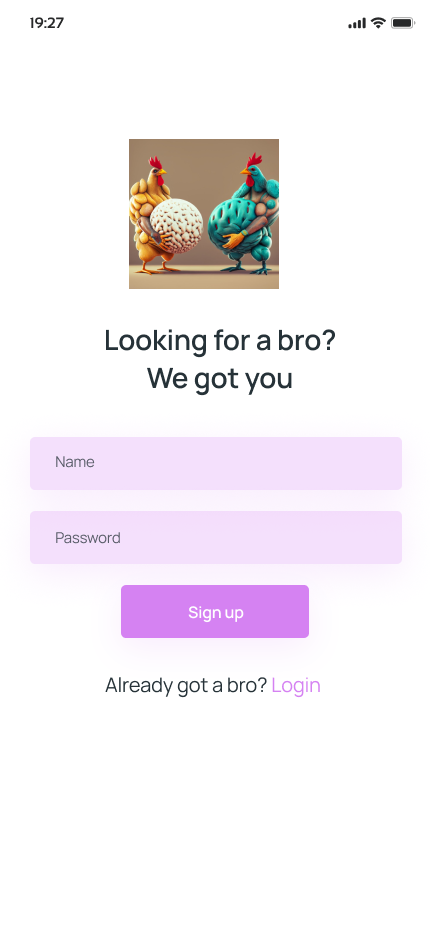 19:27
Looking for a bro?
We got you
Name
Password
Sign up
Already got a bro? Login